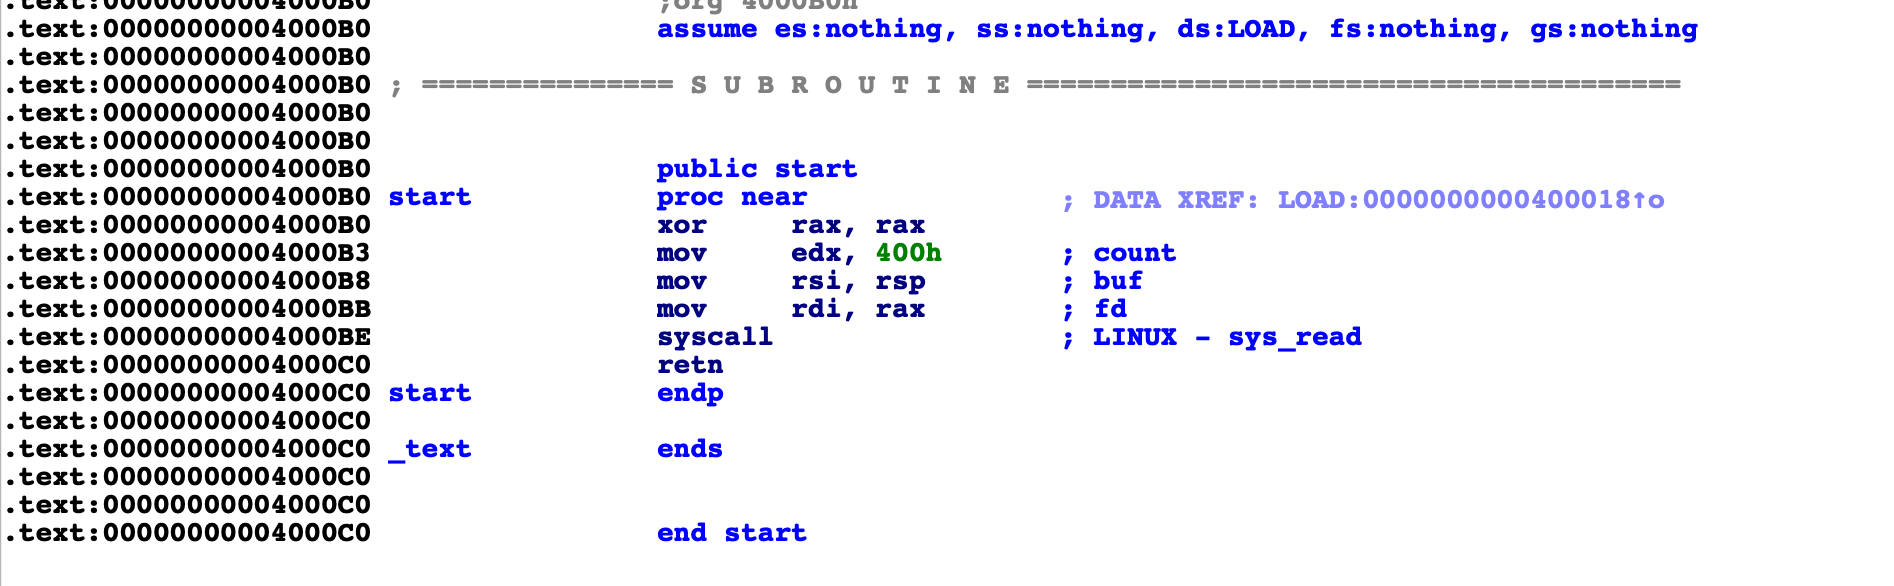 .text:00000000004000B0 ;org 4000B0h
.text:00000000004000B0 assume es:nothing, ss:nothing, ds:LOAD, fs:nothing, gs:nothing
.text:00000000004000B0
.text:00000000004000B0 ; =============== S U B R O U T I N E =======================================
.text:00000000004000B0
.text:00000000004000B0
.text:00000000004000B0 public start
.text:00000000004000B0 start proc near ; DATA XREF: LOAD:0000000000400018↑o
.text:00000000004000B0 xor rax, rax
.text:00000000004000B3 mov edx, 400h ; count
.text:00000000004000B8 mov rsi, rsp ; buf
.text:00000000004000BB mov rdi, rax ; fd
.text:00000000004000BE syscall ; LINUX - sys_read
.text:00000000004000C0 retn
.text:00000000004000C0 start endp
.text:00000000004000C0
.text:00000000004000C0 _text ends
.text:00000000004000C0
.text:00000000004000C0
.text:00000000004000C0 end start